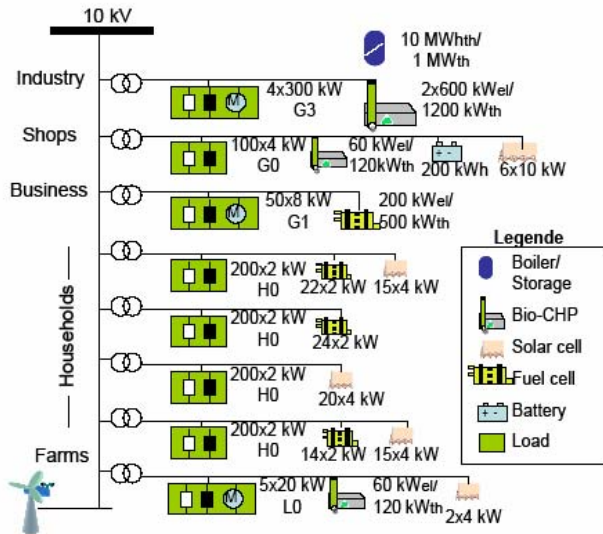 10 kV
10 MWhth/
1 MWth
Industry
M
4x300 kW
G3
2x600 kWel/
1200 kWth
Shops
100x4 kW
G0
60 kWel/
120kWth
200 kWh
6x10 kW
Business
M
50x8 kW
G1
200 kWel/
500 kWth
Households
200x2 kW
H0
22x2 kW
15x4 kW
200x2 kW
H0
24x2 kW
200x2 kW
H0
20x4 kW
200x2 kW
H0
14x2 kW
15x4 kW
Farms
M
5x20 kW
L0
60 kWel/
120 kWth
2x4 kW
Legende
Boiler/
Storage
Bio-CHP
Solar cell
Fuel cell
Battery
Load